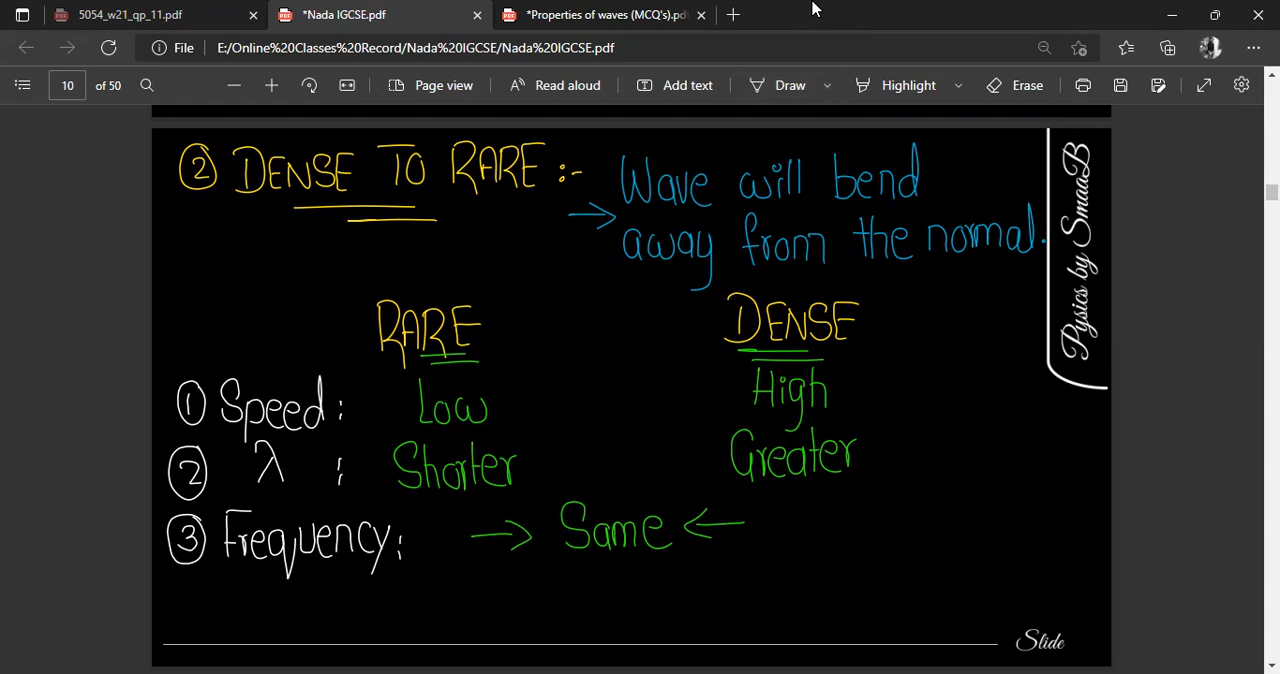 5054_w21_qp_11.pdf
*Nada IGCSE.pdf
*Properties of waves (MCQ's).pd
File E:/Online%20Classes%20Record/Nada%20IGCSE/Nada%20IGCSE.pdf
10 of 50 Page view Read aloud Add text Draw Highlight Erase
② DENSE TO RARE :-
→ Wave will bend
away from the normal.
RARE DENSE
① Speed: Low High
② λ : Shorter Greater
③ Frequency: → Same ←
Slide
Pysics by SmaaB